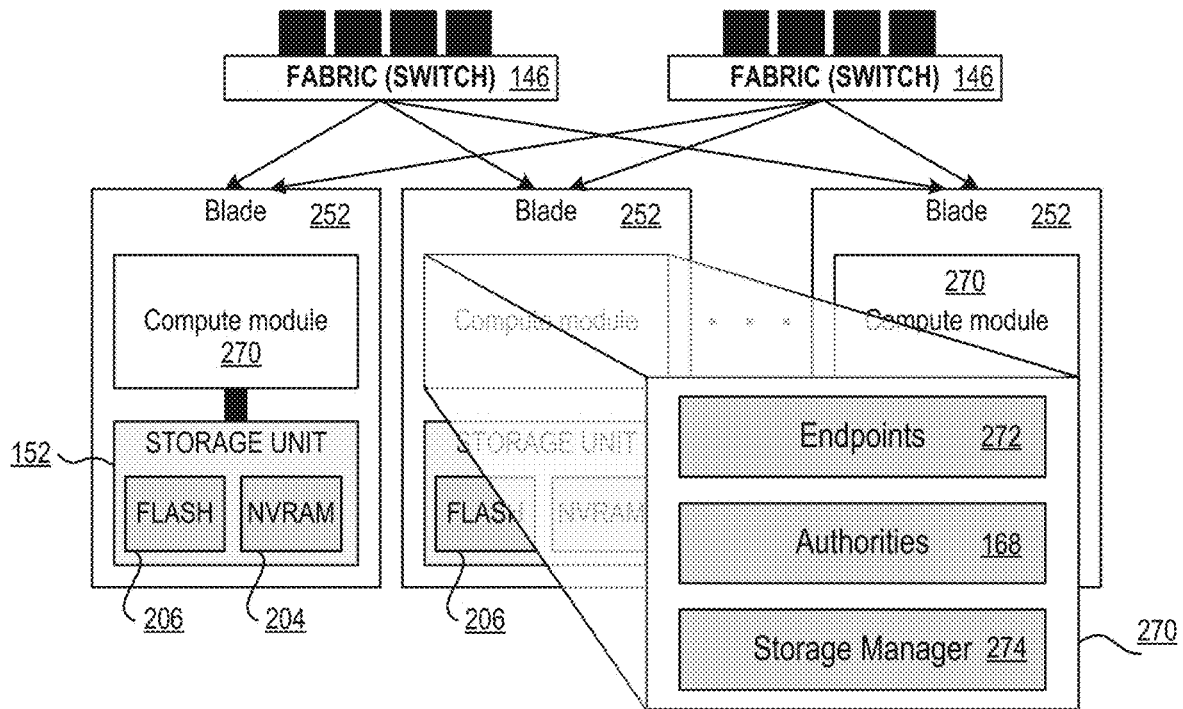 FABRIC (SWITCH) 146
FABRIC (SWITCH) 146
Blade 252
Blade 252
Blade 252
Compute module
270
Compute module
270
Compute module
STORAGE UNIT
152
FLASH NVRAM
206 204
STORAGE UNIT
FLASH NVRAM
206
Endpoints 272
Authorities 168
Storage Manager 274
270